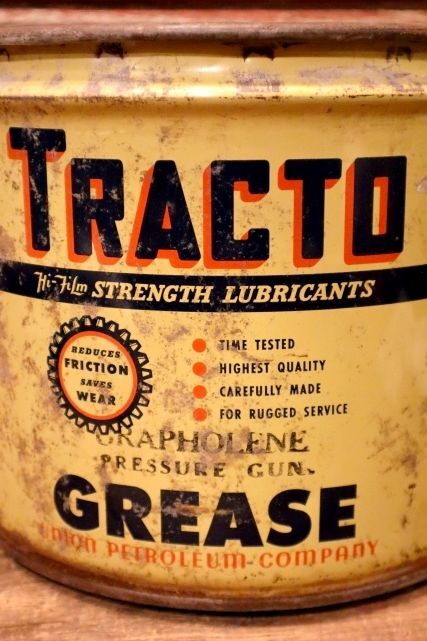 TRACTO
Hi-Film STRENGTH LUBRICANTS
REDUCES
FRICTION
SAVES
WEAR
TIME TESTED
HIGHEST QUALITY
CAREFULLY MADE
FOR RUGGED SERVICE
GRAPHOLENE
PRESSURE GUN
GREASE
UNION PETROLEUM COMPANY